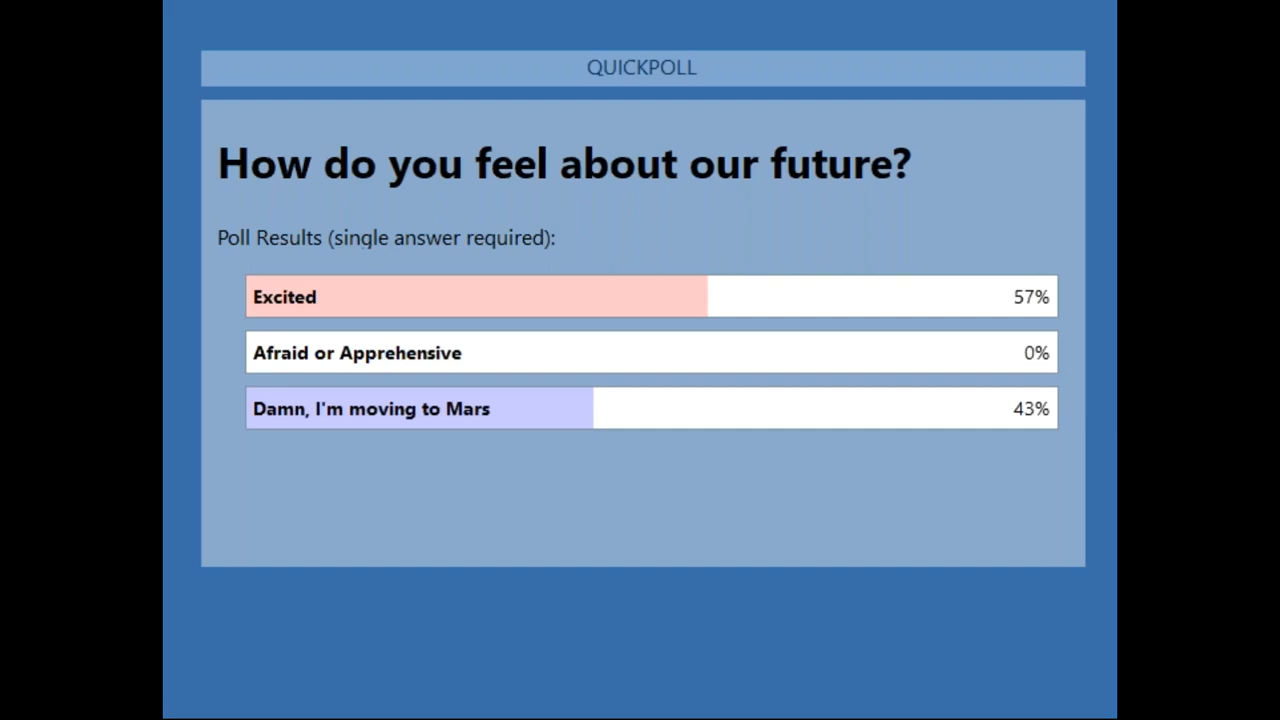 QUICKPOLL
How do you feel about our future?
Poll Results (single answer required):
Excited 57%
Afraid or Apprehensive 0%
Damn, I'm moving to Mars 43%